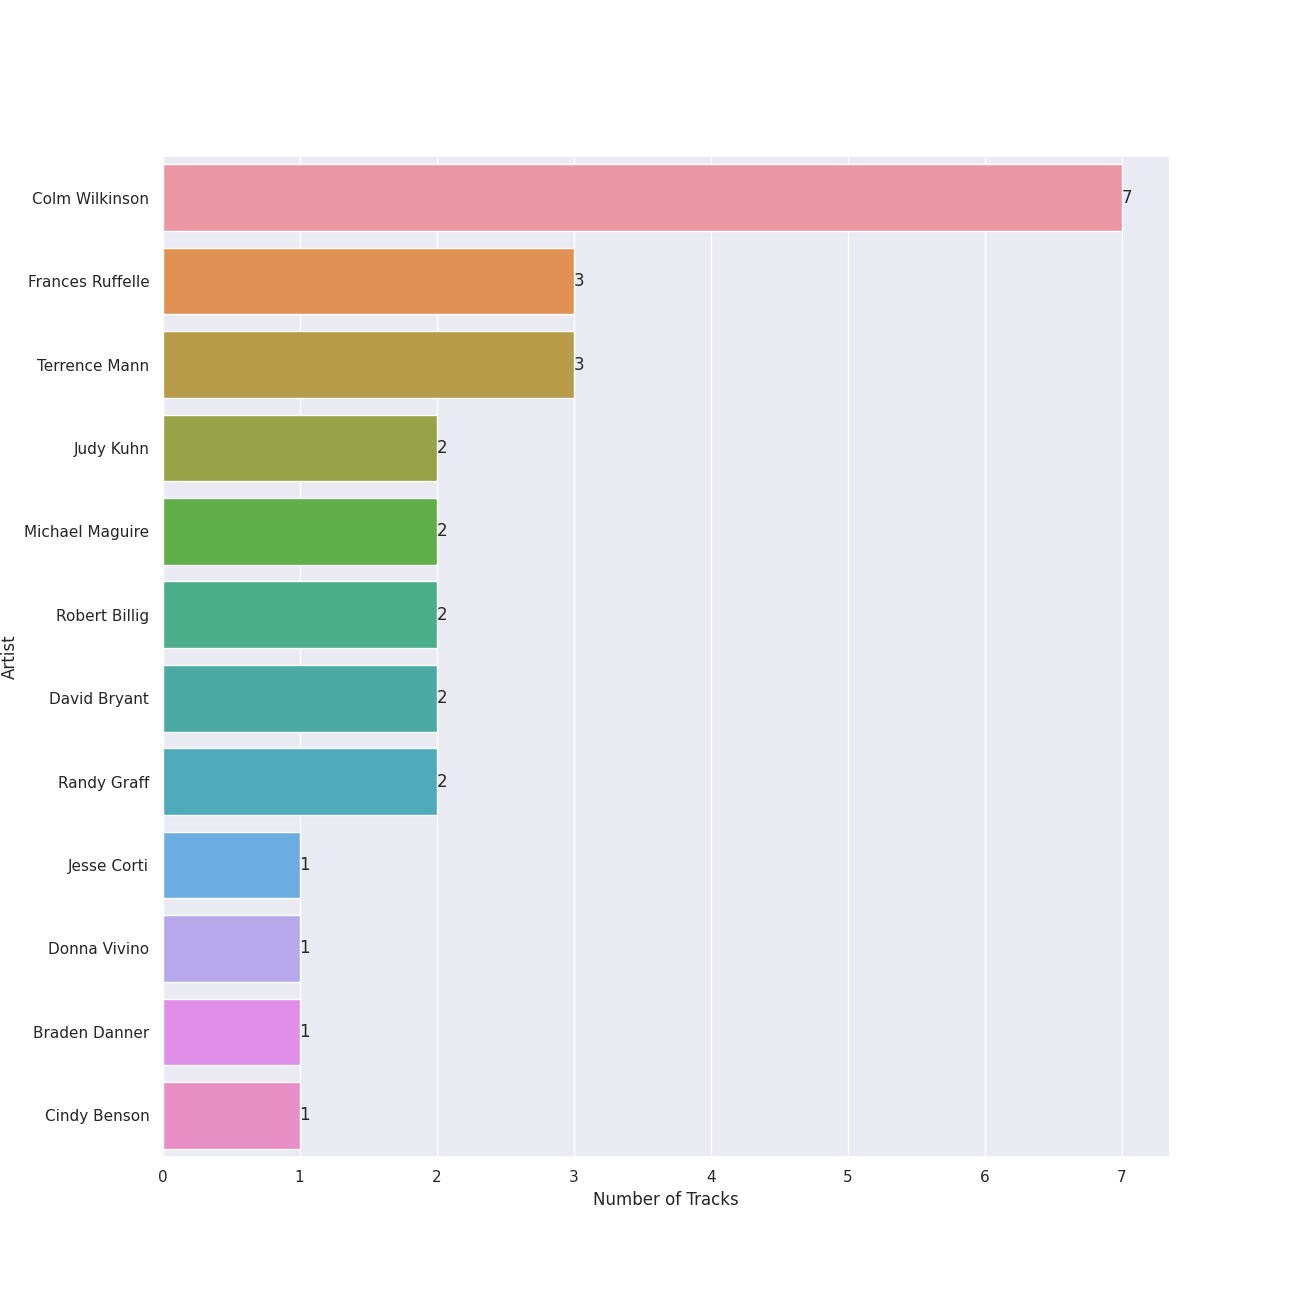 Colm Wilkinson 7
Frances Ruffelle 3
Terrence Mann 3
Judy Kuhn 2
Michael Maguire 2
Robert Billig 2
David Bryant 2
Randy Graff 2
Jesse Corti 1
Donna Vivino 1
Braden Danner 1
Cindy Benson 1
Artist
0 1 2 3 4 5 6 7
Number of Tracks